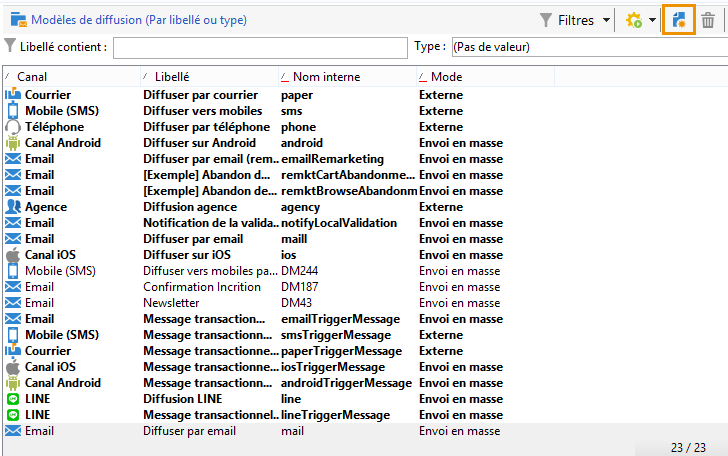 Modèles de diffusion (Par libellé ou type) Filtres
Libellé contient : Type : (Pas de valeur)
Canal Libellé Nom interne Mode
Courrier Diffuser par courrier paper Externe
Mobile (SMS) Diffuser vers mobiles sms Externe
Téléphone Diffuser par téléphone phone Externe
Canal Android Diffuser sur Android android Envoi en masse
Email Diffuser par email (rem... emailRemarketing Envoi en masse
Email [Exemple] Abandon d... remktCartAbandonme... Envoi en masse
Email [Exemple] Abandon de... remktBrowseAbandonm Envoi en masse
Agence Diffusion agence agency Externe
Email Notification de la valida... notifyLocalValidation Envoi en masse
Email Diffuser par email maill Envoi en masse
Canal iOS Diffuser sur iOS ios Envoi en masse
Mobile (SMS) Diffuser vers mobiles pa... DM244 Envoi en masse
Email Confirmation Incrition DM187 Envoi en masse
Email Newsletter DM43 Envoi en masse
Email Message transactionn... emailTriggerMessage Envoi en masse
Mobile (SMS) Message transactionne... smsTriggerMessage Externe
Courrier Message transactionne... paperTriggerMessage Externe
Canal iOS Message transactionne... iosTriggerMessage Envoi en masse
Canal Android Message transactionn... androidTriggerMessage Envoi en masse
LINE Diffusion LINE line Envoi en masse
LINE Message transactionnel... lineTriggerMessage Envoi en masse
Email Diffuser par email mail Envoi en masse
23 / 23